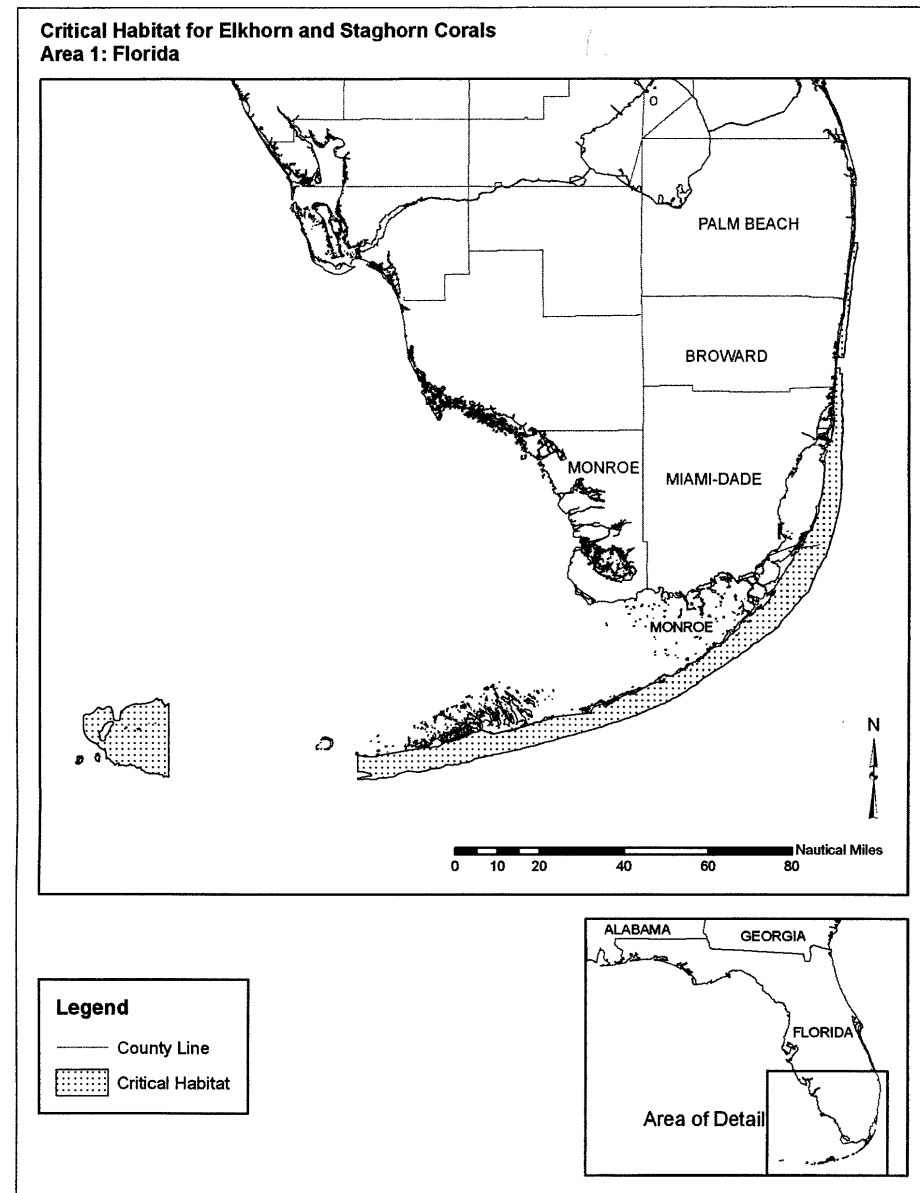 Critical Habitat for Elkhorn and Staghorn Corals
Area 1: Florida
PALM BEACH
BROWARD
MONROE
MIAMI-DADE
MONROE
N
Nautical Miles
0 10 20 40 60 80
ALABAMA
GEORGIA
FLORIDA
Area of Detail
Legend
County Line
Critical Habitat